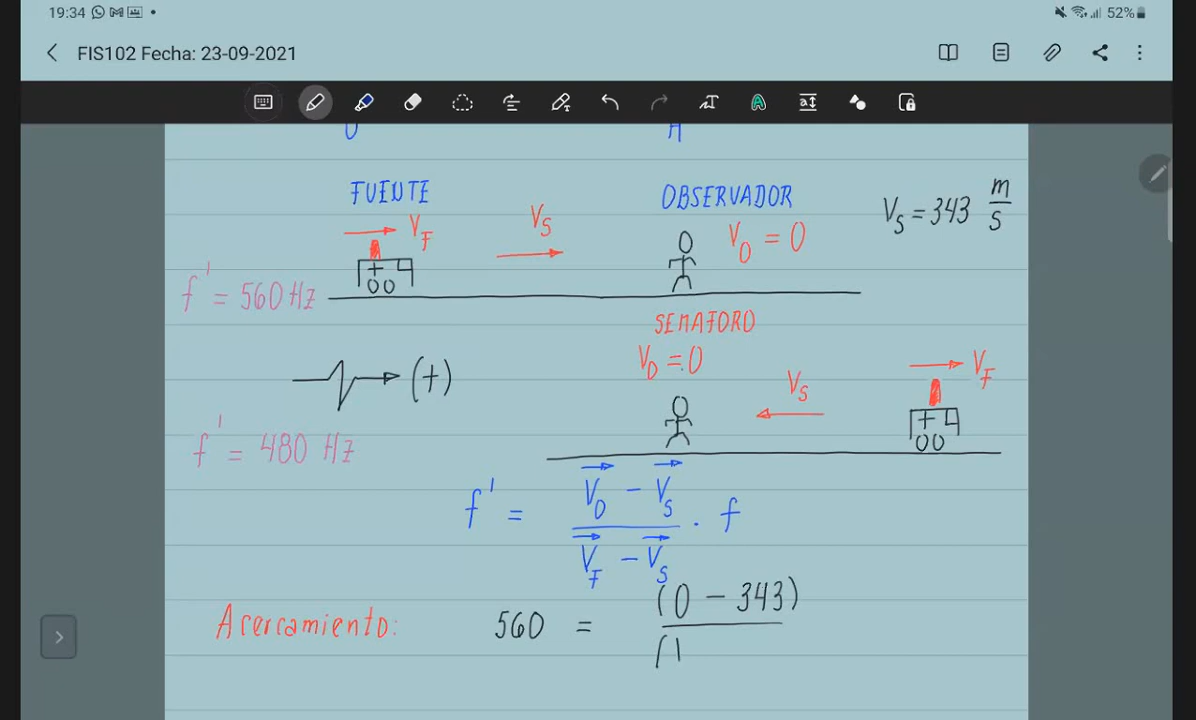 19:34 52%
FIS102 Fecha: 23-09-2021
FUENTE OBSERVADOR V_S = 343 m/s
V_F V_S V_O = 0
f' = 560 Hz
SEMAFORO
V_O = 0 V_S V_F
(+)
f' = 480 Hz
f' = (V_O - V_S) / (V_F - V_S) · f
Acercamiento: 560 = (0 - 343) / (